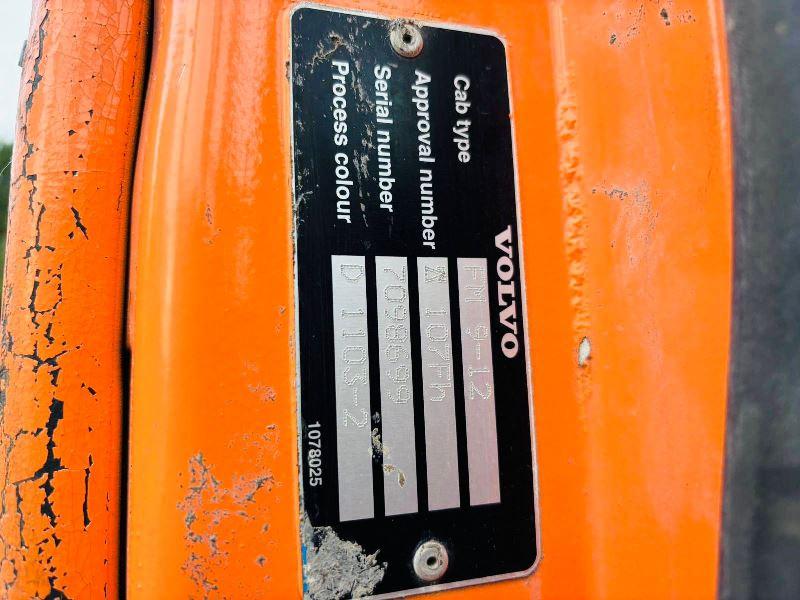 VOLVO
Cab type FM 9-12
Approval number 107Fh
Serial number 7098699
Process colour D 1103-2
1078025